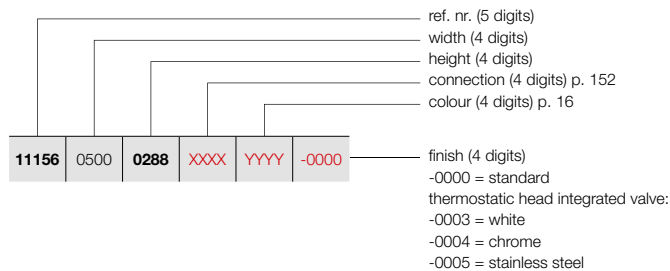 ref. nr. (5 digits)
width (4 digits)
height (4 digits)
connection (4 digits) p. 152
colour (4 digits) p. 16
11156 0500 0288 XXXX YYYY -0000
finish (4 digits)
-0000 = standard
thermostatic head integrated valve:
-0003 = white
-0004 = chrome
-0005 = stainless steel